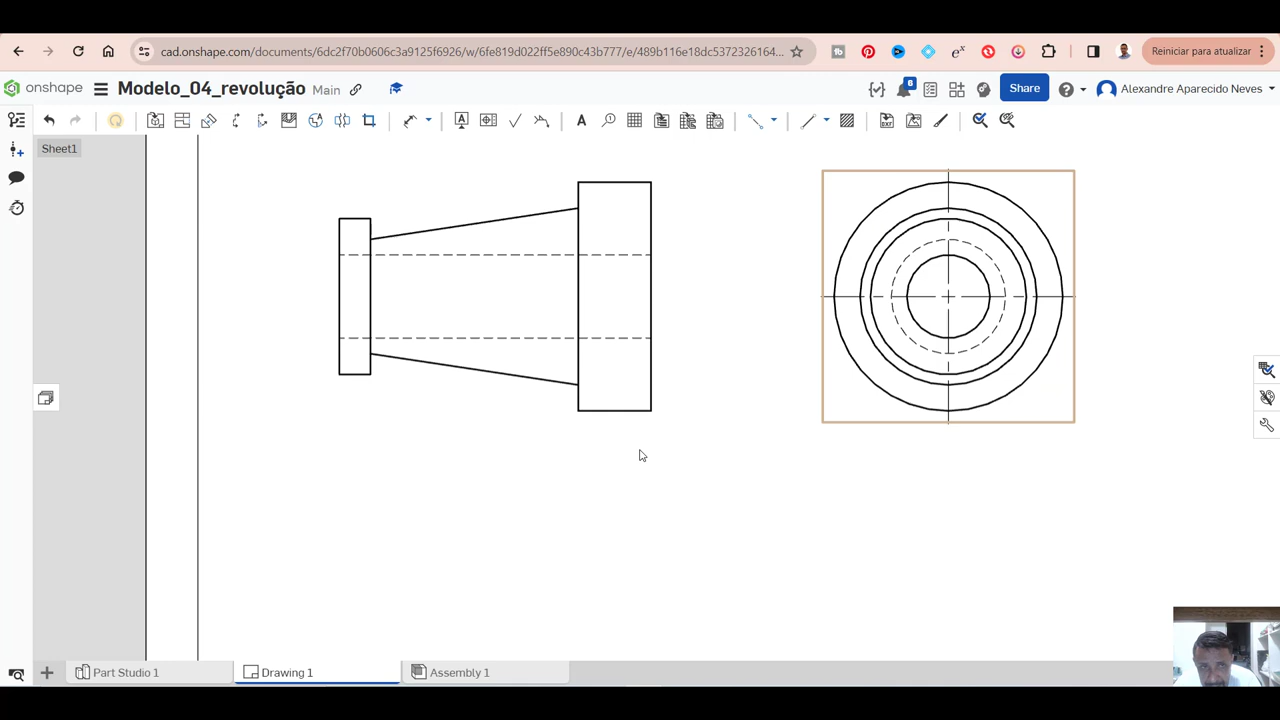 cad.onshape.com/documents/6dc2f70b0606c3a9125f6926/w/6fe819d022ff5e890c43b777/e/489b116e18dc5372326164...
Reiniciar para atualizar
onshape
Modelo_04_revolução
Main
6
Share
Alexandre Aparecido Neves
Sheet1
Part Studio 1
Drawing 1
Assembly 1